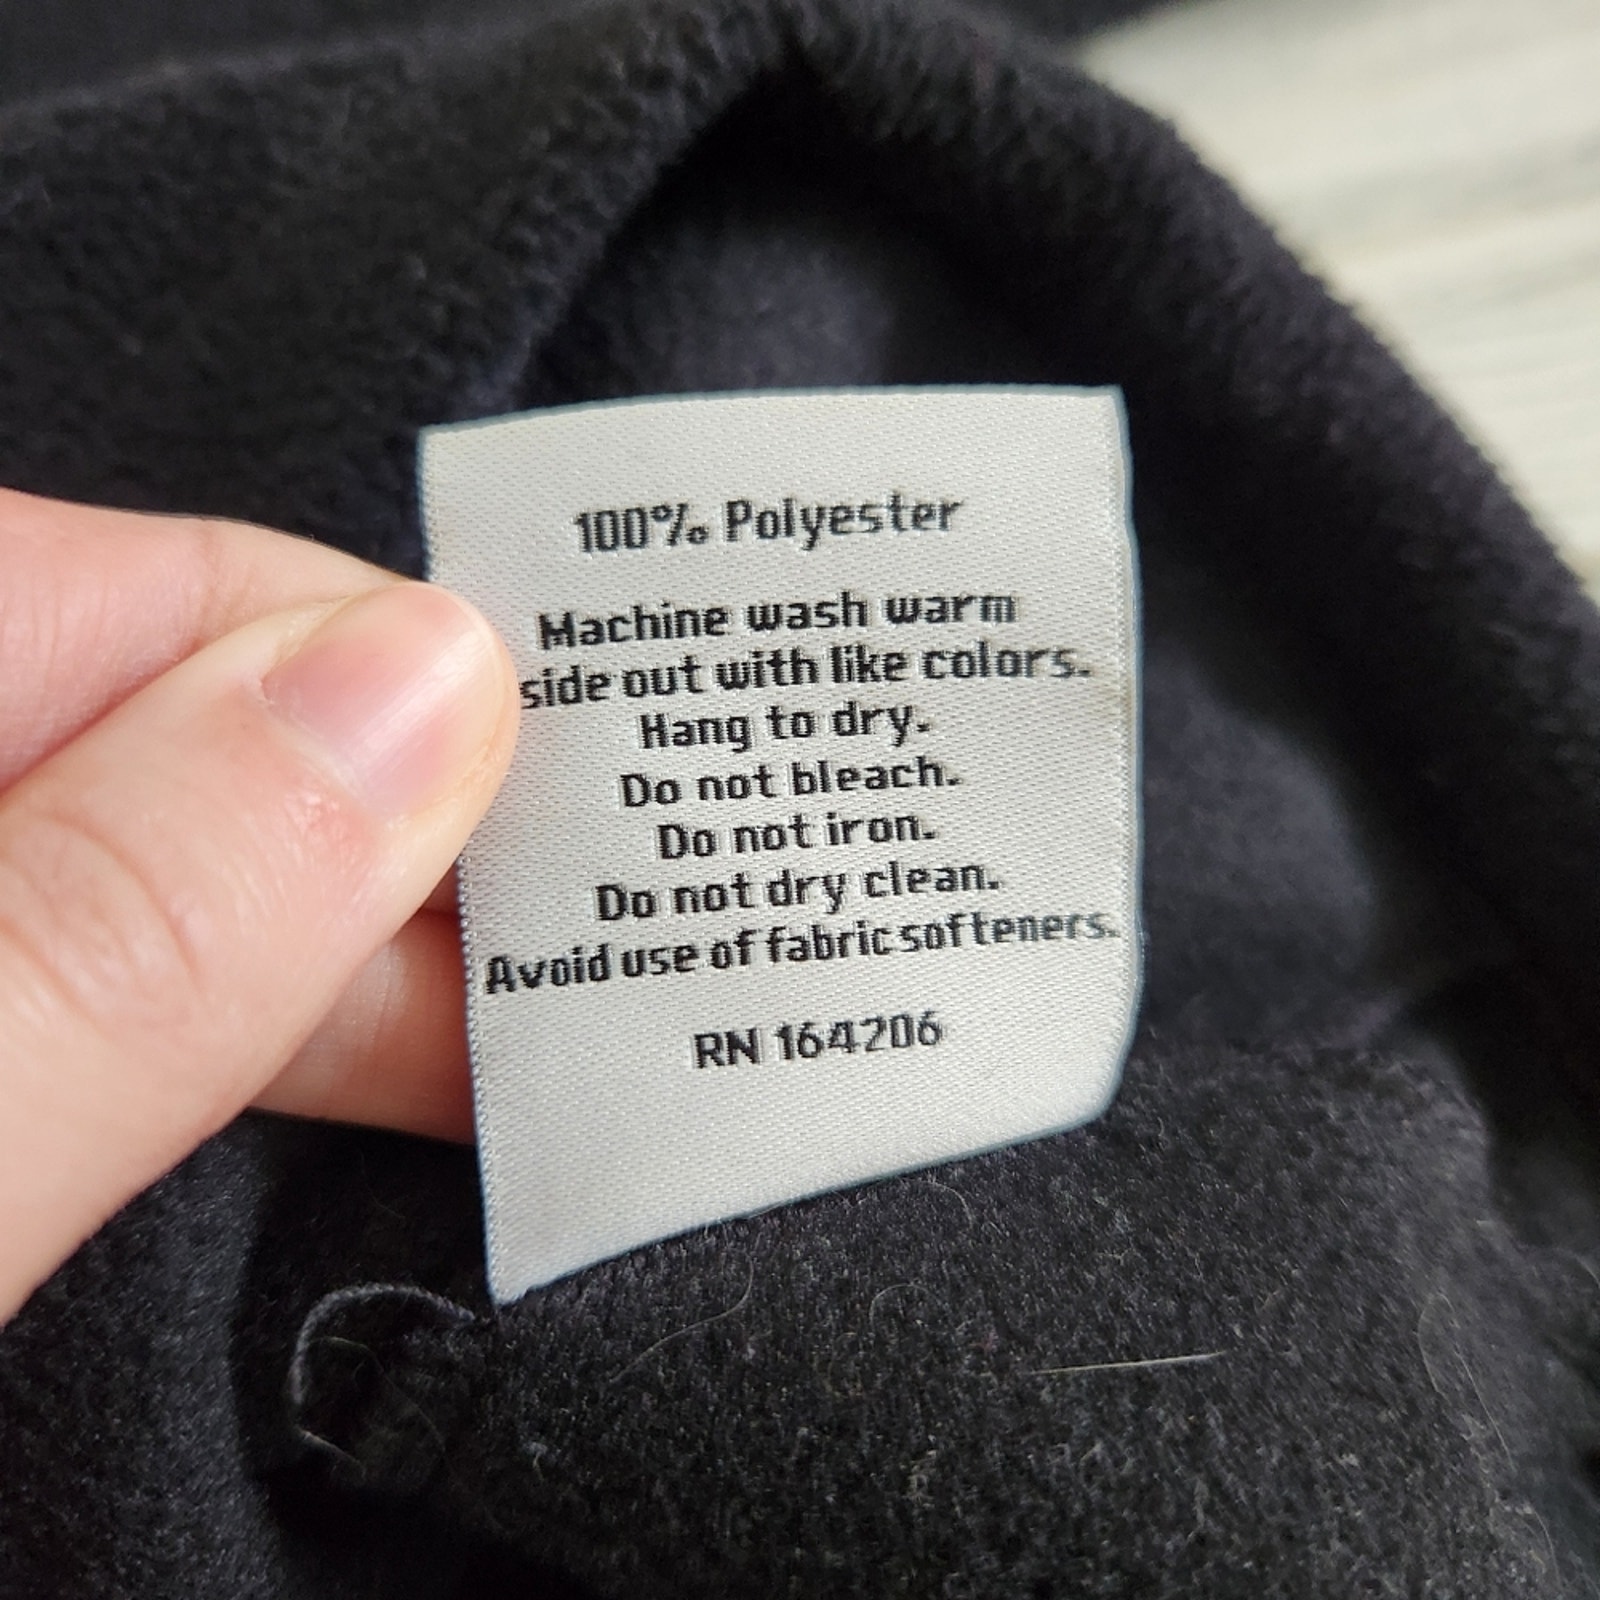 100% Polyester
Machine wash warm
side out with like colors.
Hang to dry.
Do not bleach.
Do not iron.
Do not dry clean.
Avoid use of fabric softeners.
RN 164206